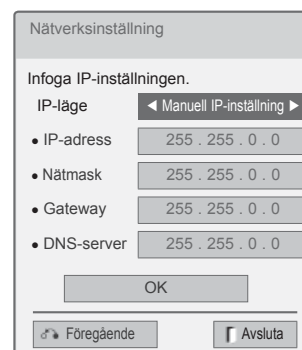 Nätverksinställning
Infoga IP-inställningen.
IP-läge ◀ Manuell IP-inställning ▶
• IP-adress 255 . 255 . 0 . 0
• Nätmask 255 . 255 . 0 . 0
• Gateway 255 . 255 . 0 . 0
• DNS-server 255 . 255 . 0 . 0
OK
Föregående Avsluta